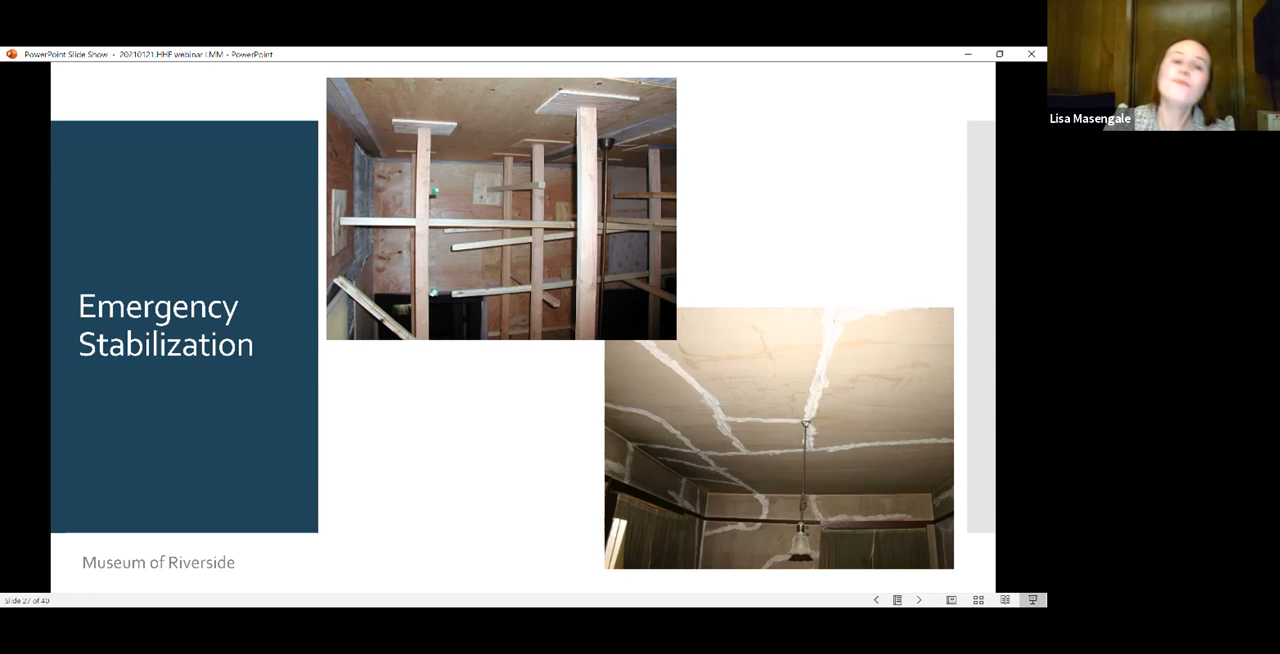 PowerPoint Slide Show - 20210121.HHF webinar LMM - PowerPoint
Lisa Masengale
Emergency
Stabilization
Museum of Riverside
Slide 27 of 40